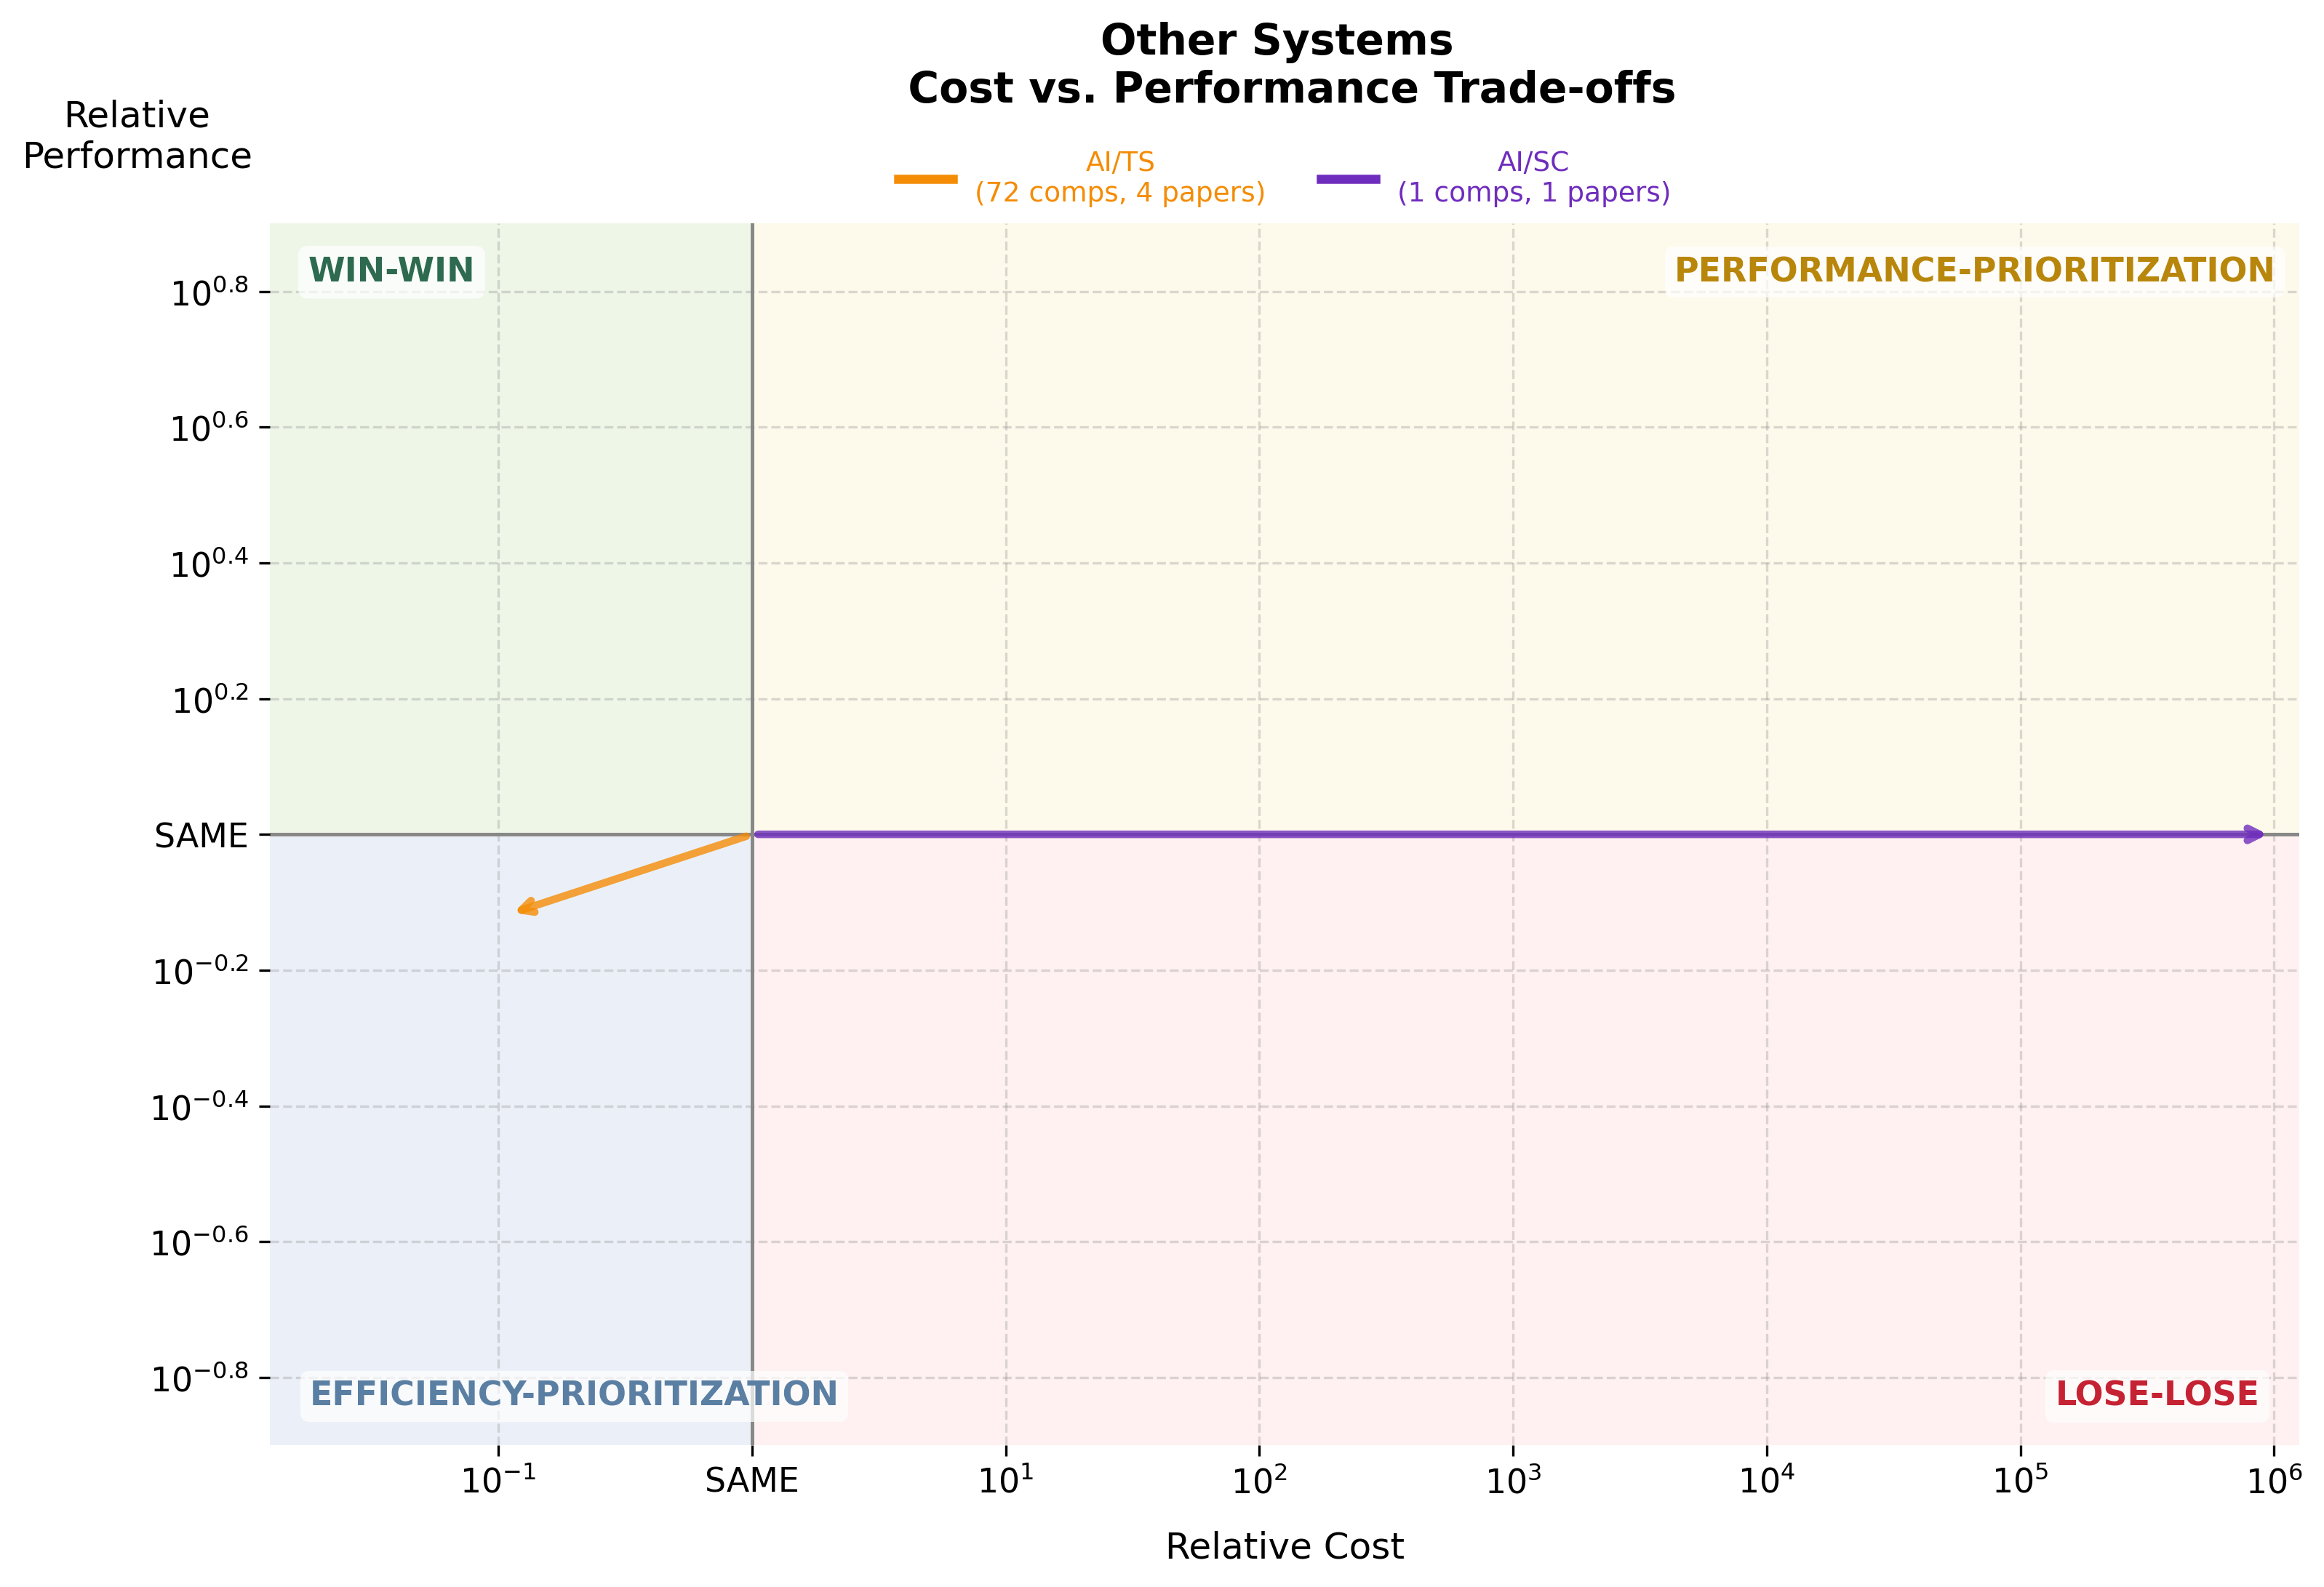 Other Systems
Cost vs. Performance Trade-offs
Relative
Performance
AI/TS
(72 comps, 4 papers)
AI/SC
(1 comps, 1 papers)
WIN-WIN
PERFORMANCE-PRIORITIZATION
10^0.8
10^0.6
10^0.4
10^0.2
SAME
10^−0.2
10^−0.4
10^−0.6
10^−0.8
EFFICIENCY-PRIORITIZATION
LOSE-LOSE
10^−1 SAME 10^1 10^2 10^3 10^4 10^5 10^6
Relative Cost